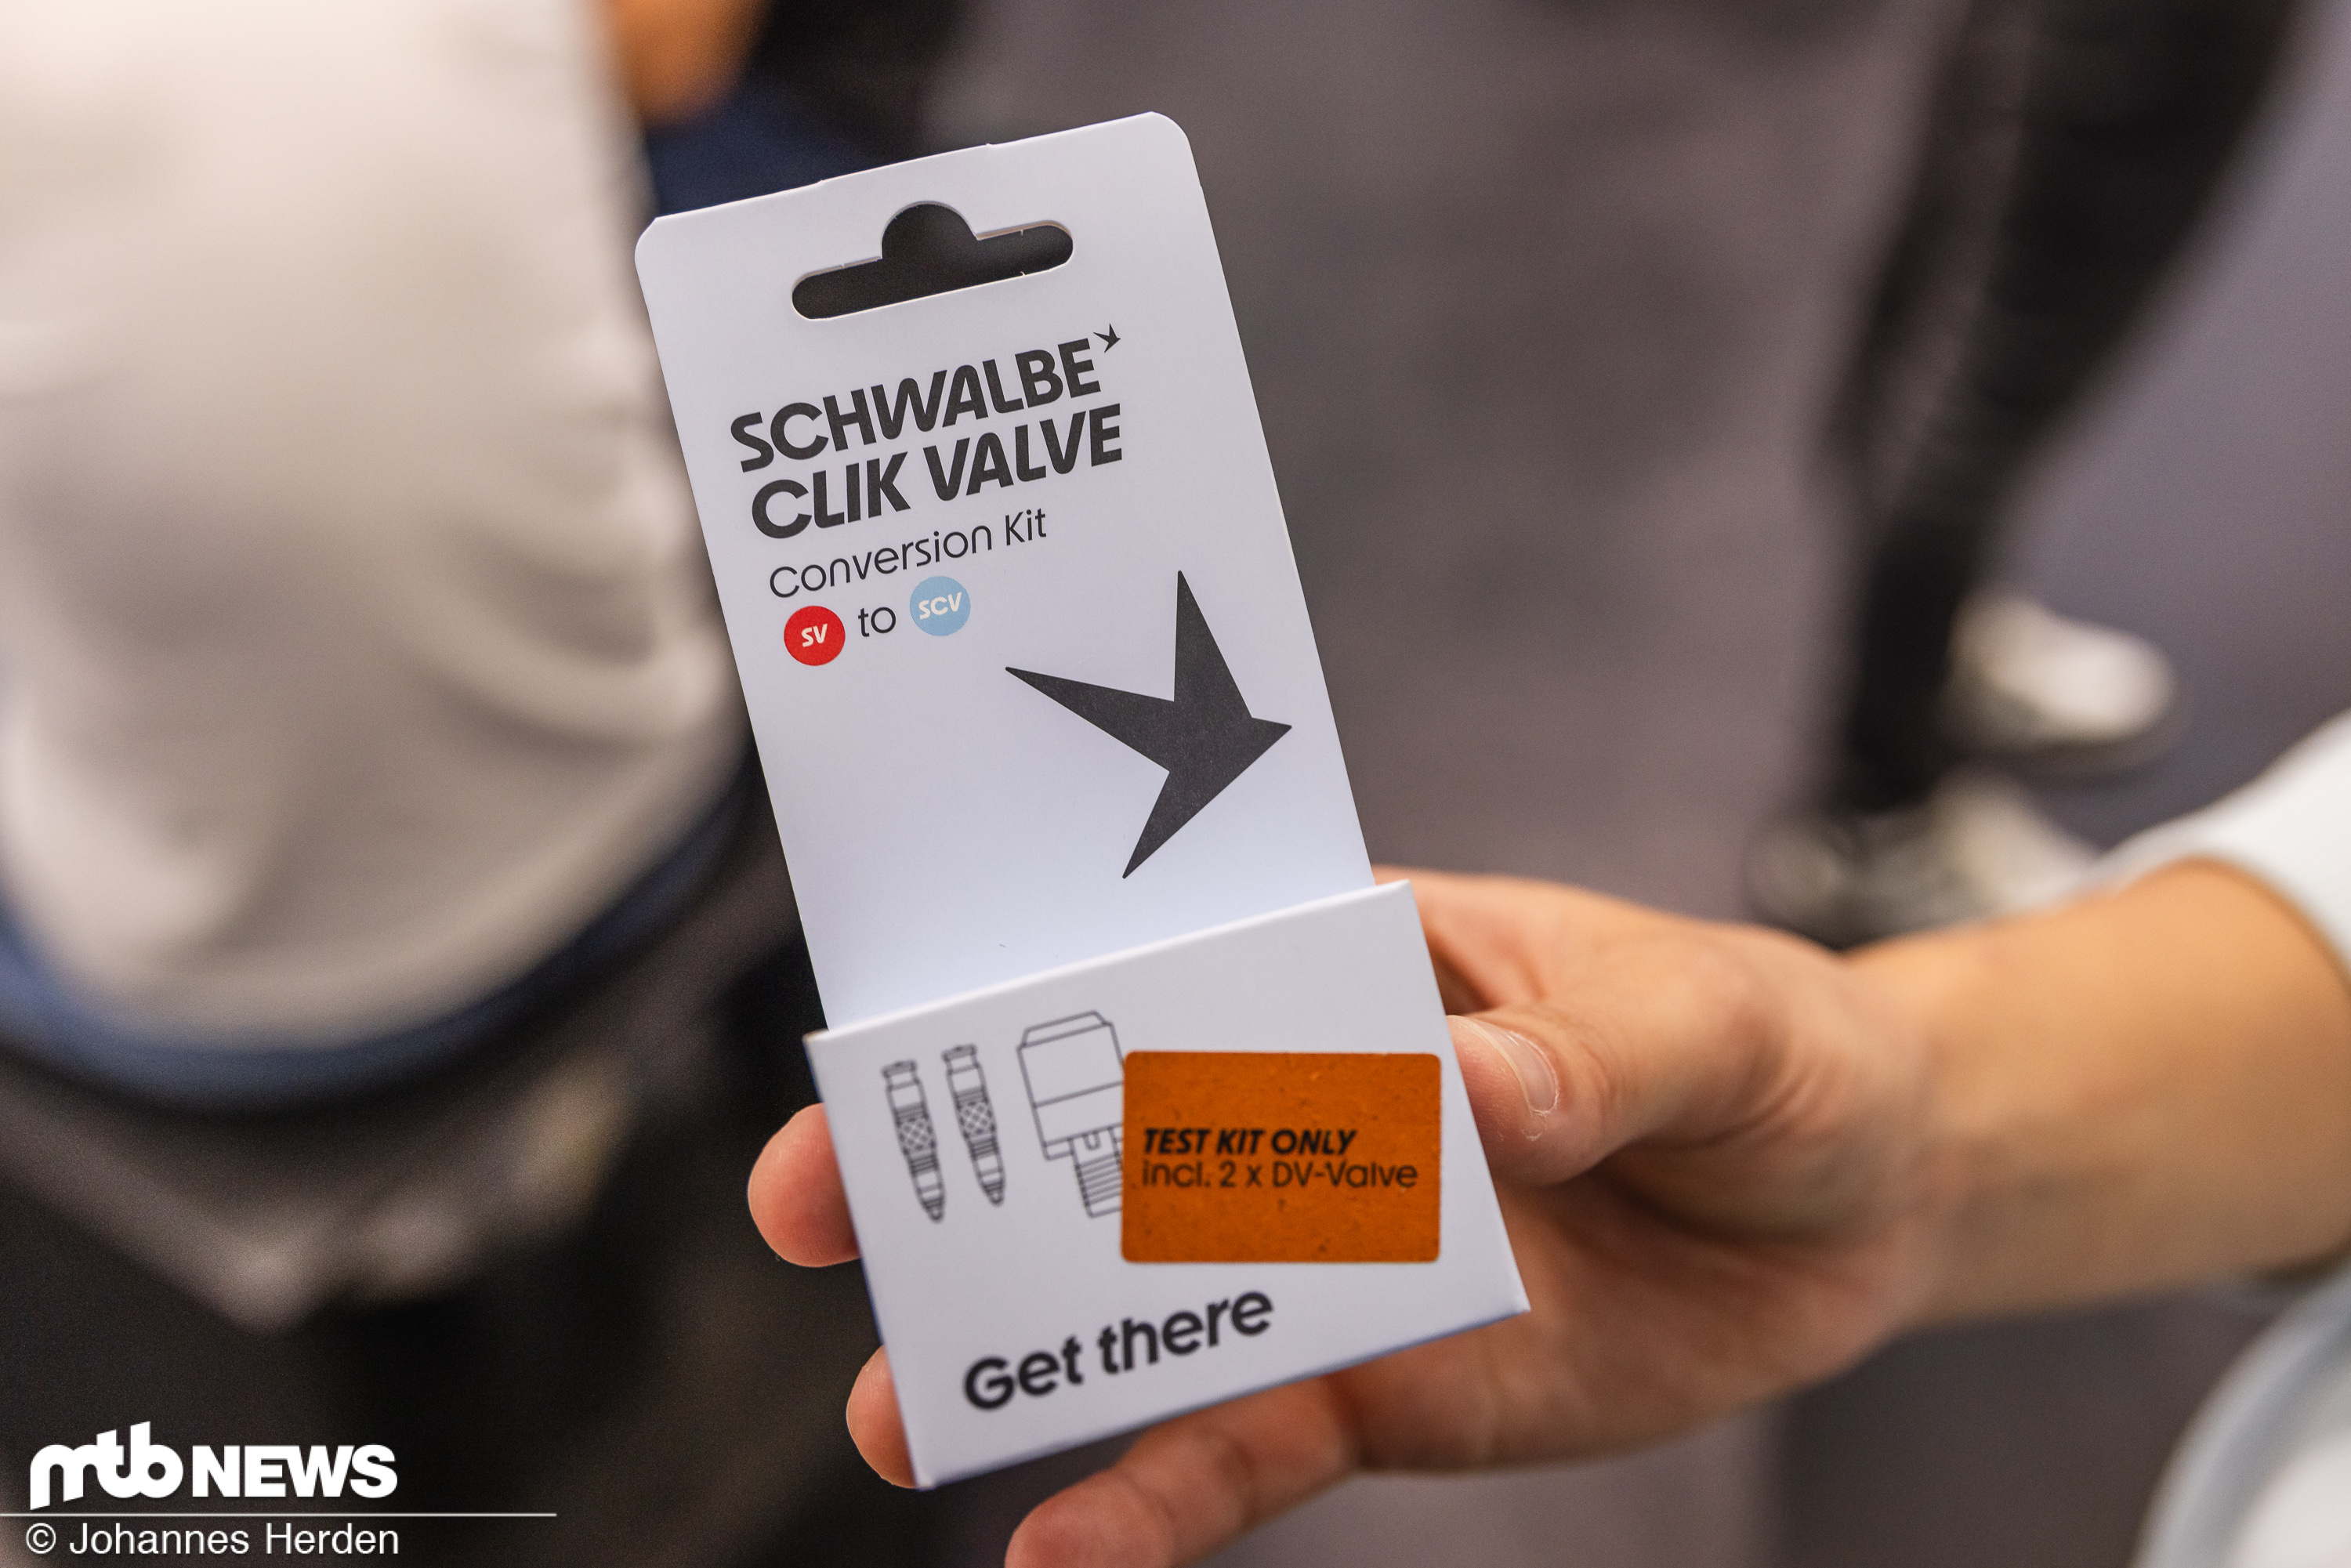 SCHWALBE
CLIK VALVE
Conversion Kit
SV to SCV
TEST KIT ONLY
incl. 2 x DV-Valve
Get there
mtb NEWS
© Johannes Herden